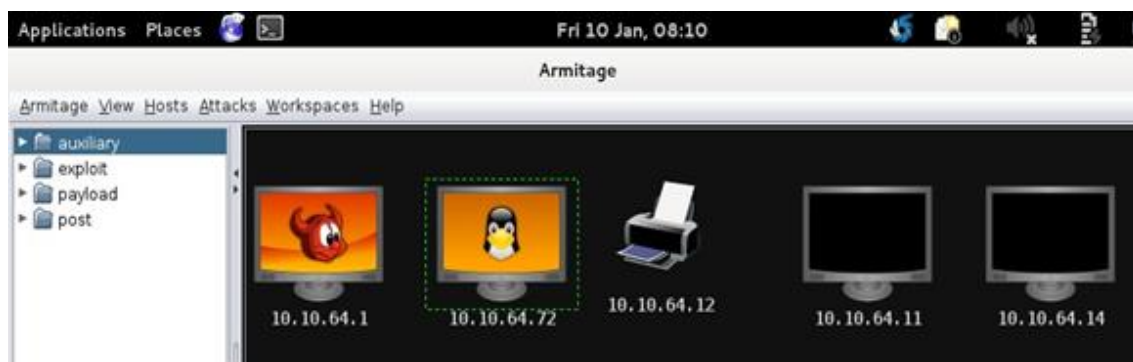 Applications Places Fri 10 Jan, 08:10
Armitage
Armitage View Hosts Attacks Workspaces Help
auxiliary
exploit
payload
post
10.10.64.1
10.10.64.72
10.10.64.12
10.10.64.11
10.10.64.14